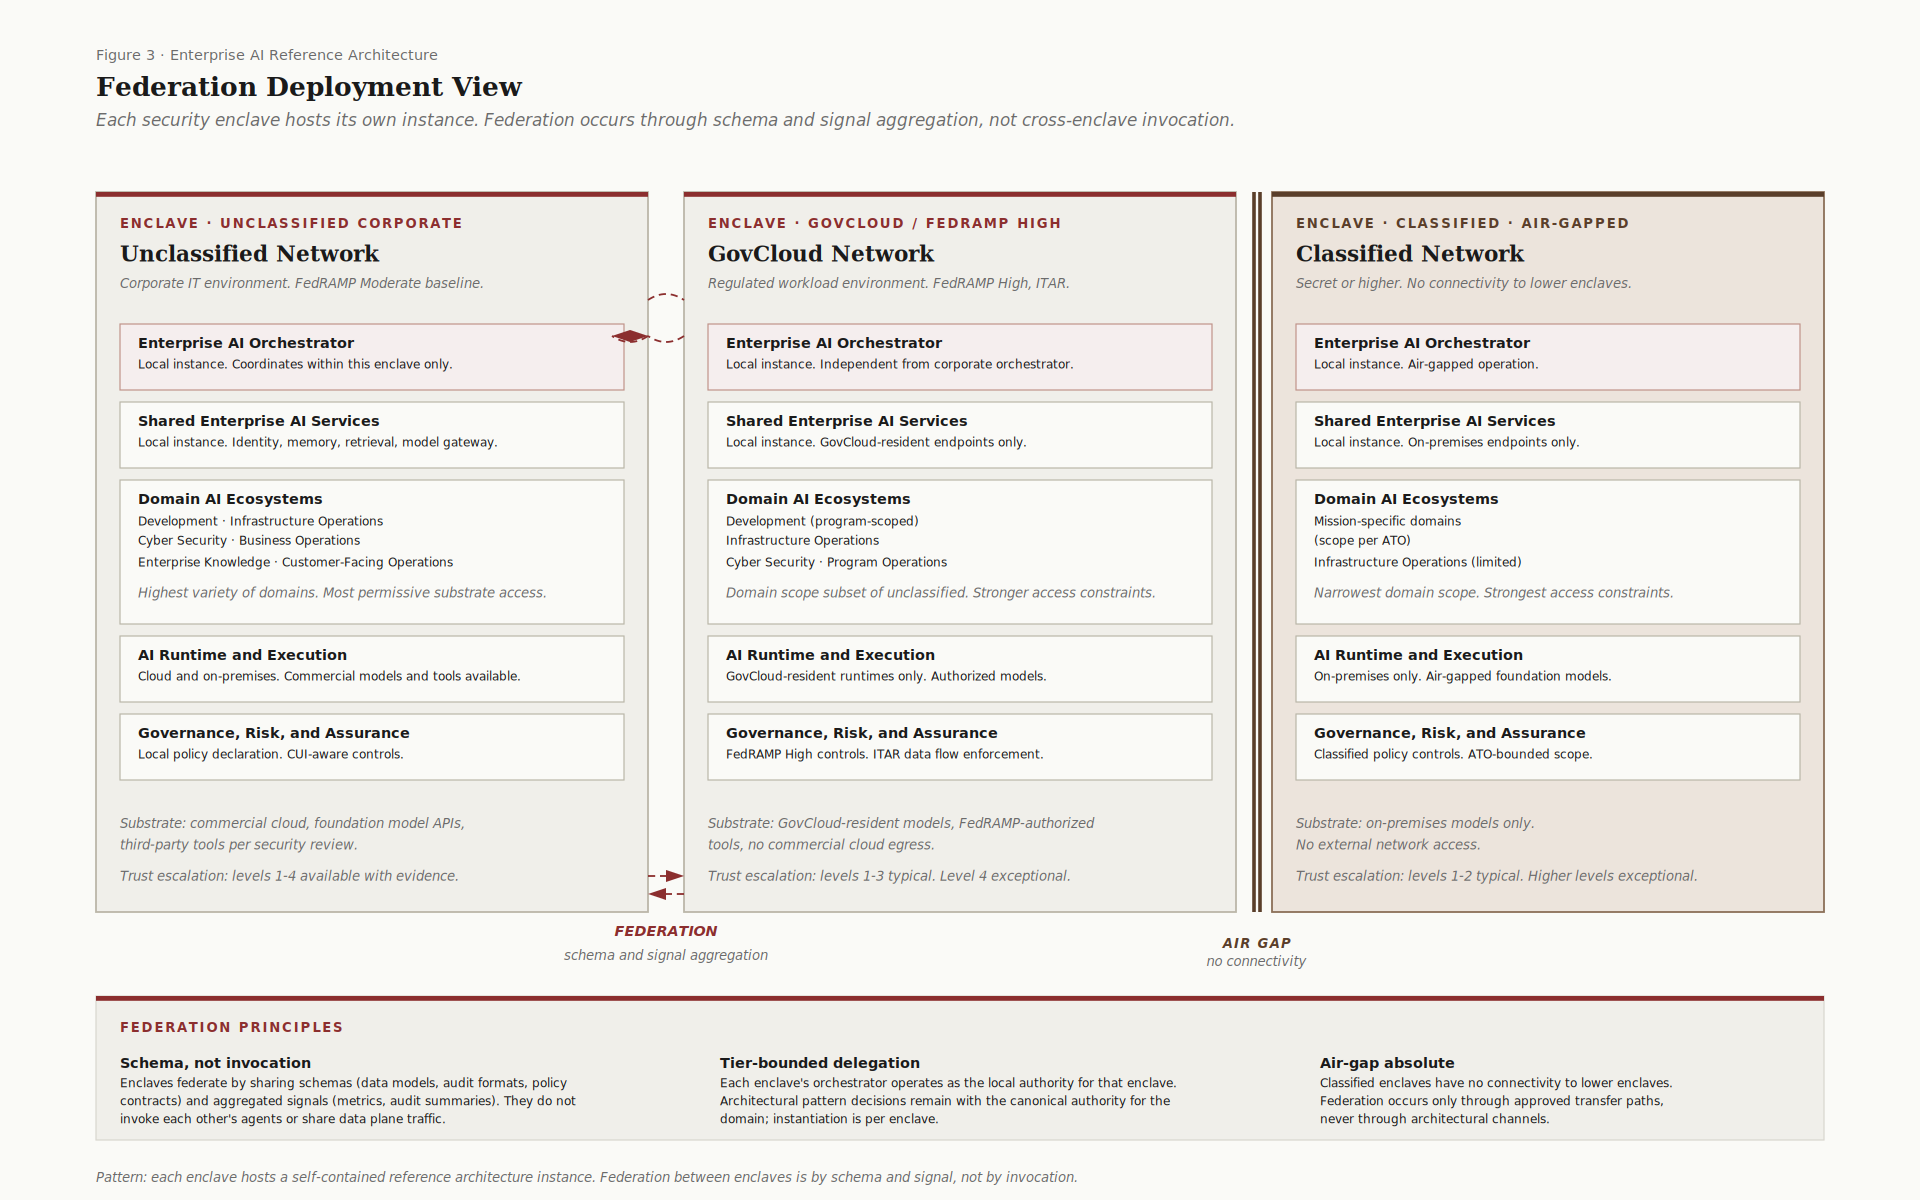 Figure 3 · Enterprise AI Reference Architecture
Federation Deployment View
Each security enclave hosts its own instance. Federation occurs through schema and signal aggregation, not cross-enclave invocation.
ENCLAVE · UNCLASSIFIED CORPORATE
Unclassified Network
Corporate IT environment. FedRAMP Moderate baseline.
Enterprise AI Orchestrator
Local instance. Coordinates within this enclave only.
Shared Enterprise AI Services
Local instance. Identity, memory, retrieval, model gateway.
Domain AI Ecosystems
Development · Infrastructure Operations
Cyber Security · Business Operations
Enterprise Knowledge · Customer-Facing Operations
Highest variety of domains. Most permissive substrate access.
AI Runtime and Execution
Cloud and on-premises. Commercial models and tools available.
Governance, Risk, and Assurance
Local policy declaration. CUI-aware controls.
Substrate: commercial cloud, foundation model APIs,
third-party tools per security review.
Trust escalation: levels 1-4 available with evidence.
ENCLAVE · GOVCLOUD / FEDRAMP HIGH
GovCloud Network
Regulated workload environment. FedRAMP High, ITAR.
Enterprise AI Orchestrator
Local instance. Independent from corporate orchestrator.
Shared Enterprise AI Services
Local instance. GovCloud-resident endpoints only.
Domain AI Ecosystems
Development (program-scoped)
Infrastructure Operations
Cyber Security · Program Operations
Domain scope subset of unclassified. Stronger access constraints.
AI Runtime and Execution
GovCloud-resident runtimes only. Authorized models.
Governance, Risk, and Assurance
FedRAMP High controls. ITAR data flow enforcement.
Substrate: GovCloud-resident models, FedRAMP-authorized
tools, no commercial cloud egress.
Trust escalation: levels 1-3 typical. Level 4 exceptional.
ENCLAVE · CLASSIFIED · AIR-GAPPED
Classified Network
Secret or higher. No connectivity to lower enclaves.
Enterprise AI Orchestrator
Local instance. Air-gapped operation.
Shared Enterprise AI Services
Local instance. On-premises endpoints only.
Domain AI Ecosystems
Mission-specific domains
(scope per ATO)
Infrastructure Operations (limited)
Narrowest domain scope. Strongest access constraints.
AI Runtime and Execution
On-premises only. Air-gapped foundation models.
Governance, Risk, and Assurance
Classified policy controls. ATO-bounded scope.
Substrate: on-premises models only.
No external network access.
Trust escalation: levels 1-2 typical. Higher levels exceptional.
FEDERATION
schema and signal aggregation
AIR GAP
no connectivity
FEDERATION PRINCIPLES
Schema, not invocation
Enclaves federate by sharing schemas (data models, audit formats, policy
contracts) and aggregated signals (metrics, audit summaries). They do not
invoke each other's agents or share data plane traffic.
Tier-bounded delegation
Each enclave's orchestrator operates as the local authority for that enclave.
Architectural pattern decisions remain with the canonical authority for the
domain; instantiation is per enclave.
Air-gap absolute
Classified enclaves have no connectivity to lower enclaves.
Federation occurs only through approved transfer paths,
never through architectural channels.
Pattern: each enclave hosts a self-contained reference architecture instance. Federation between enclaves is by schema and signal, not by invocation.